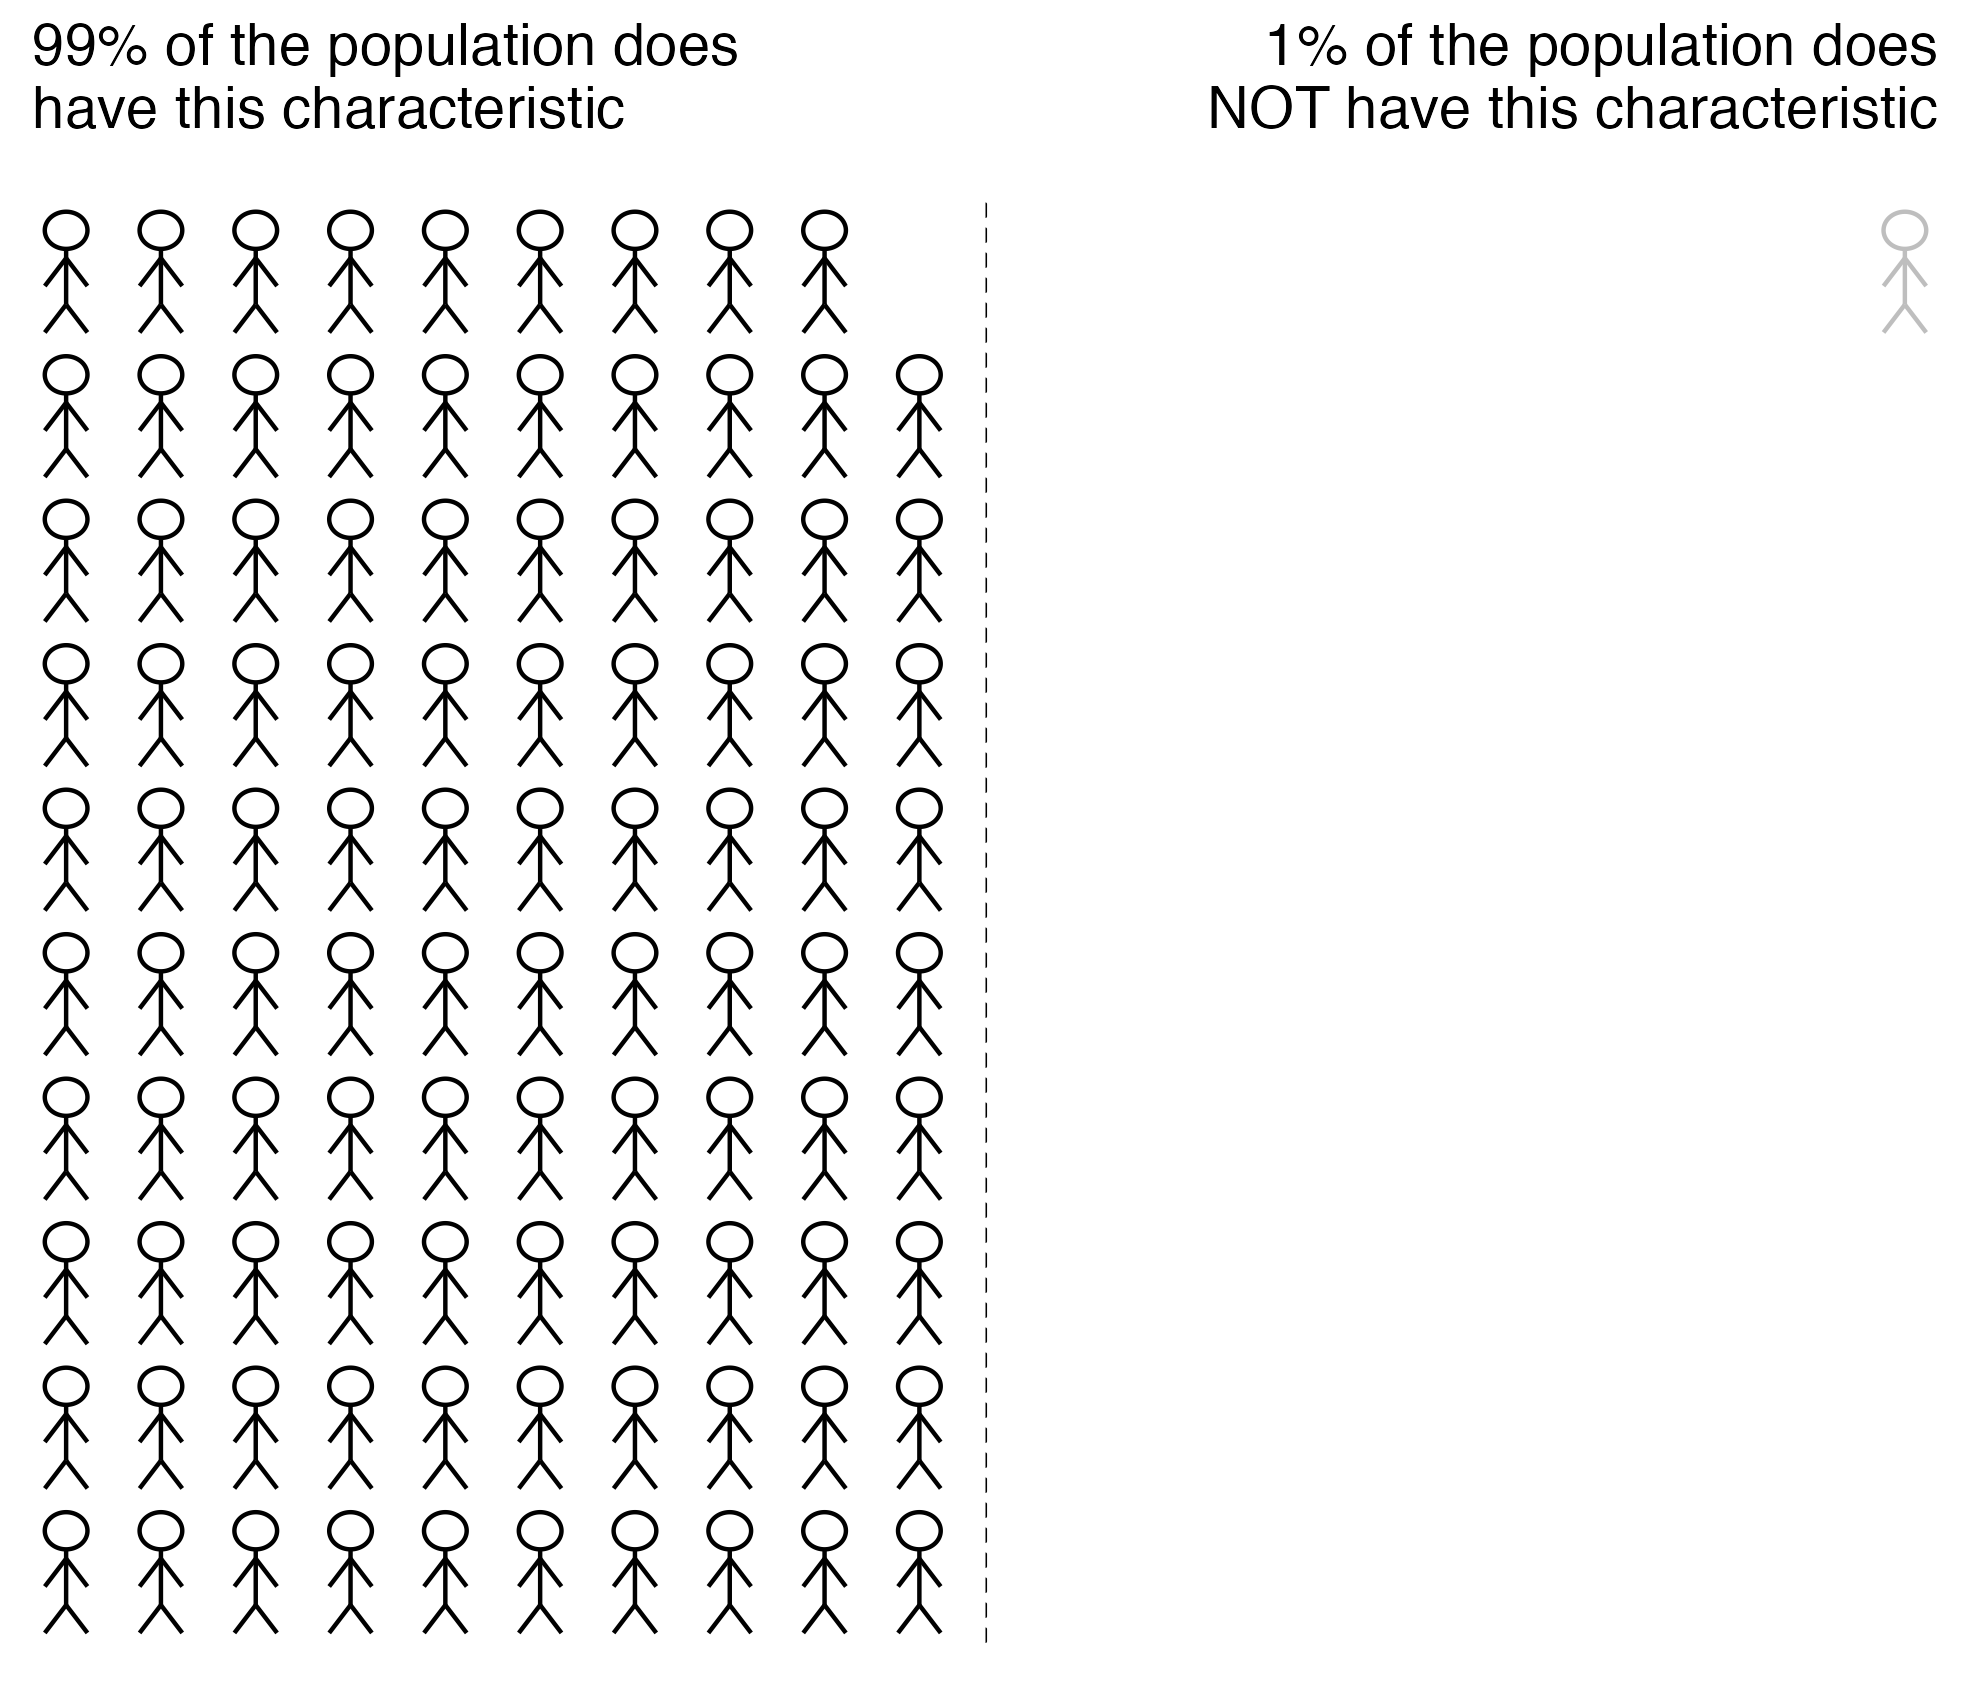 99% of the population does
have this characteristic
1% of the population does
NOT have this characteristic